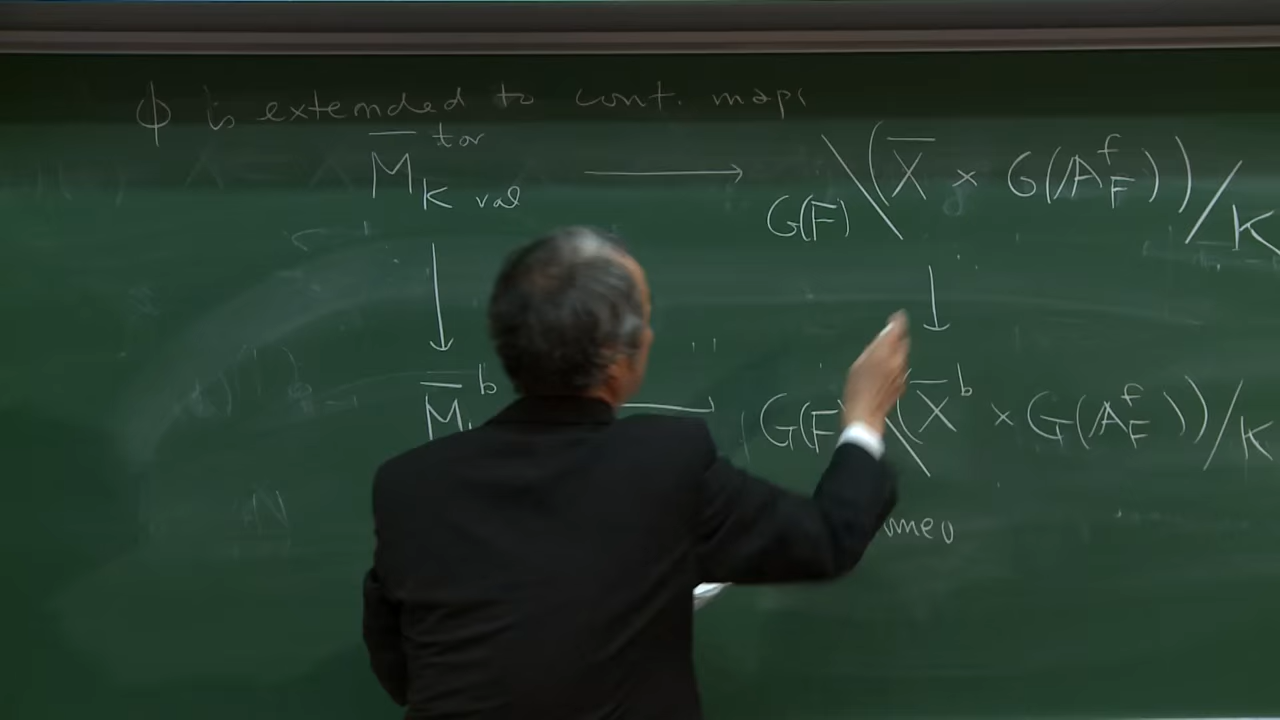 ϕ is extended to cont. maps
M̅_K val^tor ⟶ G(F)\(X̅ × G(𝔸_F^f))/K
↓ ↓
M̅^b ⟶ G(F)\(X̅^b × G(𝔸_F^f))/K